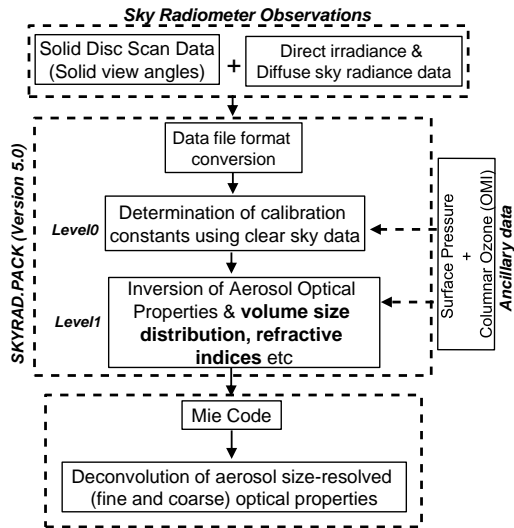 Sky Radiometer Observations
Solid Disc Scan Data
(Solid view angles)
+
Direct irradiance &
Diffuse sky radiance data
SKYRAD.PACK (Version 5.0)
Data file format
conversion
Level0
Determination of calibration
constants using clear sky data
Level1
Inversion of Aerosol Optical
Properties & volume size
distribution, refractive
indices etc
Surface Pressure
+
Columnar Ozone (OMI)
Ancillary data
Mie Code
Deconvolution of aerosol size-resolved
(fine and coarse) optical properties